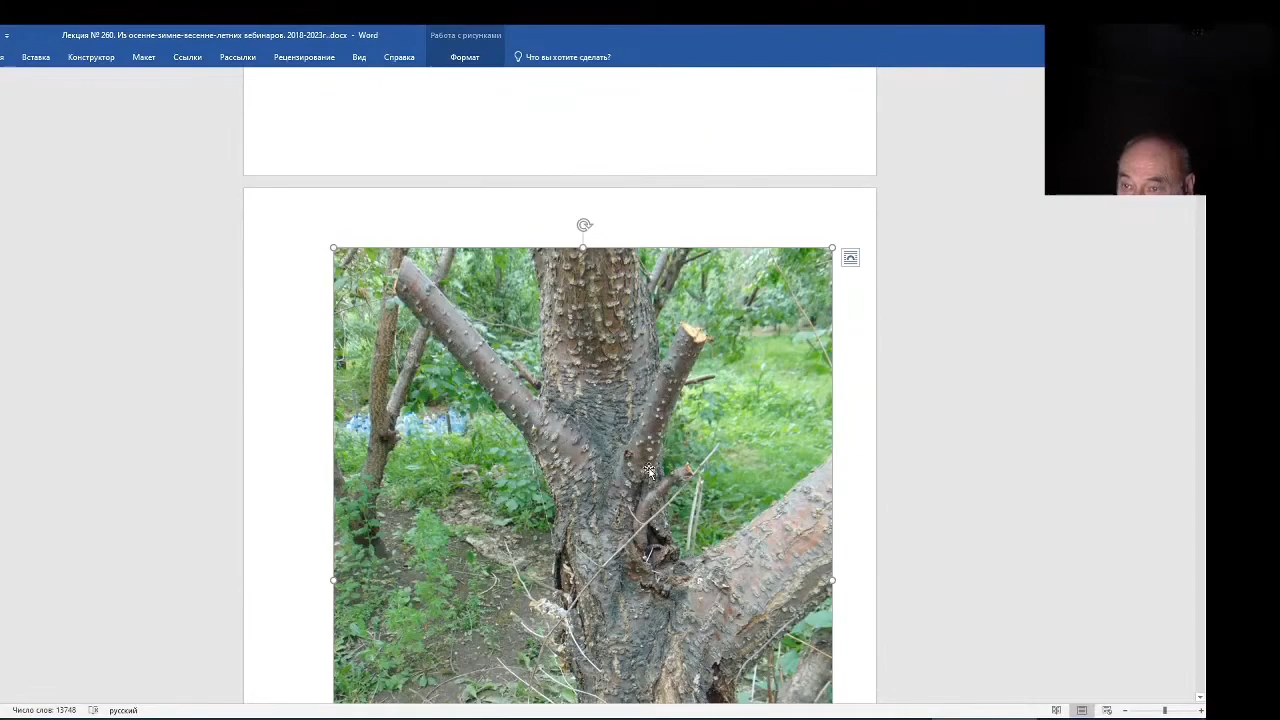 Лекция № 260. Из осенне-зимне-весенне-летних вебинаров. 2018-2023г..docx - Word
Работа с рисунками
я Вставка Конструктор Макет Ссылки Рассылки Рецензирование Вид Справка Формат Что вы хотите сделать?
Число слов: 13748 русский